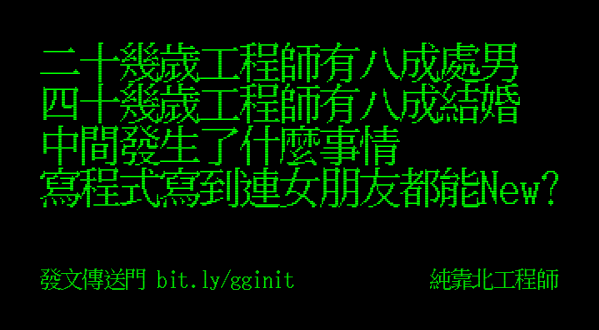 二十幾歲工程師有八成處男
四十幾歲工程師有八成結婚
中間發生了什麼事情
寫程式寫到連女朋友都能New?
發文傳送門 bit.ly/gginit 純靠北工程師